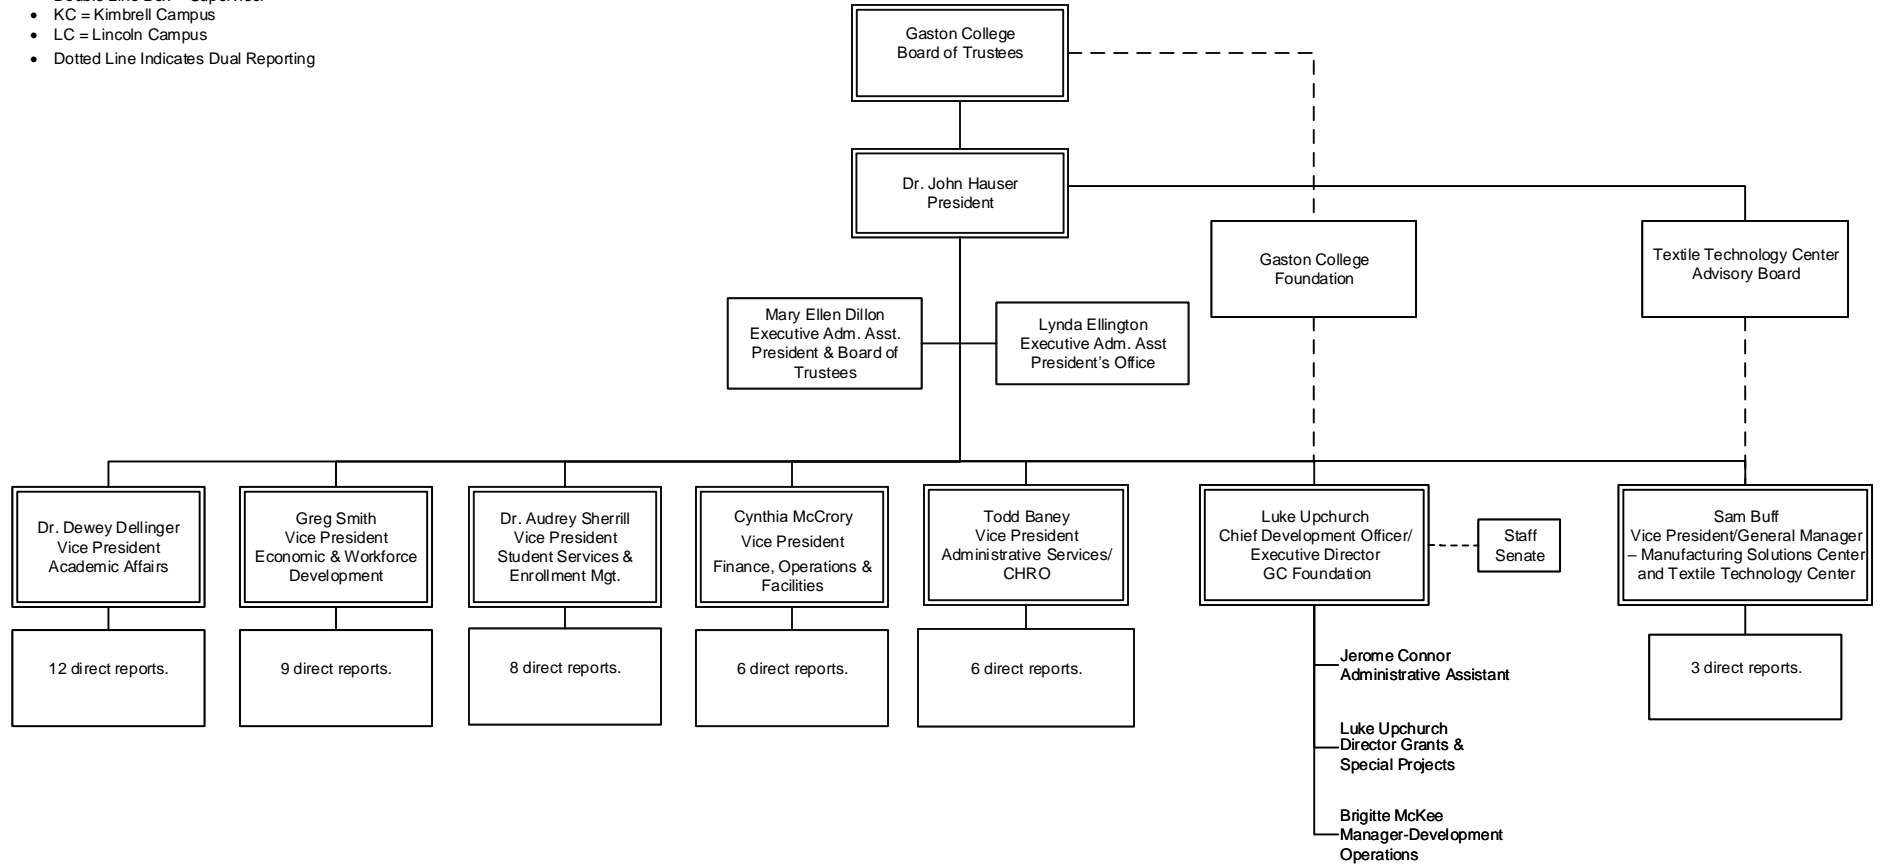 KC = Kimbrell Campus
LC = Lincoln Campus
Dotted Line Indicates Dual Reporting
Gaston College
Board of Trustees
Dr. John Hauser
President
Gaston College
Foundation
Textile Technology Center
Advisory Board
Mary Ellen Dillon
Executive Adm. Asst.
President & Board of
Trustees
Lynda Ellington
Executive Adm. Asst
President’s Office
Dr. Dewey Dellinger
Vice President
Academic Affairs
Greg Smith
Vice President
Economic & Workforce
Development
Dr. Audrey Sherrill
Vice President
Student Services &
Enrollment Mgt.
Cynthia McCrory
Vice President
Finance, Operations &
Facilities
Todd Baney
Vice President
Administrative Services/
CHRO
Luke Upchurch
Chief Development Officer/
Executive Director
GC Foundation
Staff
Senate
Sam Buff
Vice President/General Manager
– Manufacturing Solutions Center
and Textile Technology Center
12 direct reports.
9 direct reports.
8 direct reports.
6 direct reports.
6 direct reports.
Jerome Connor
Administrative Assistant
Luke Upchurch
Director Grants &
Special Projects
Brigitte McKee
Manager-Development
Operations
3 direct reports.